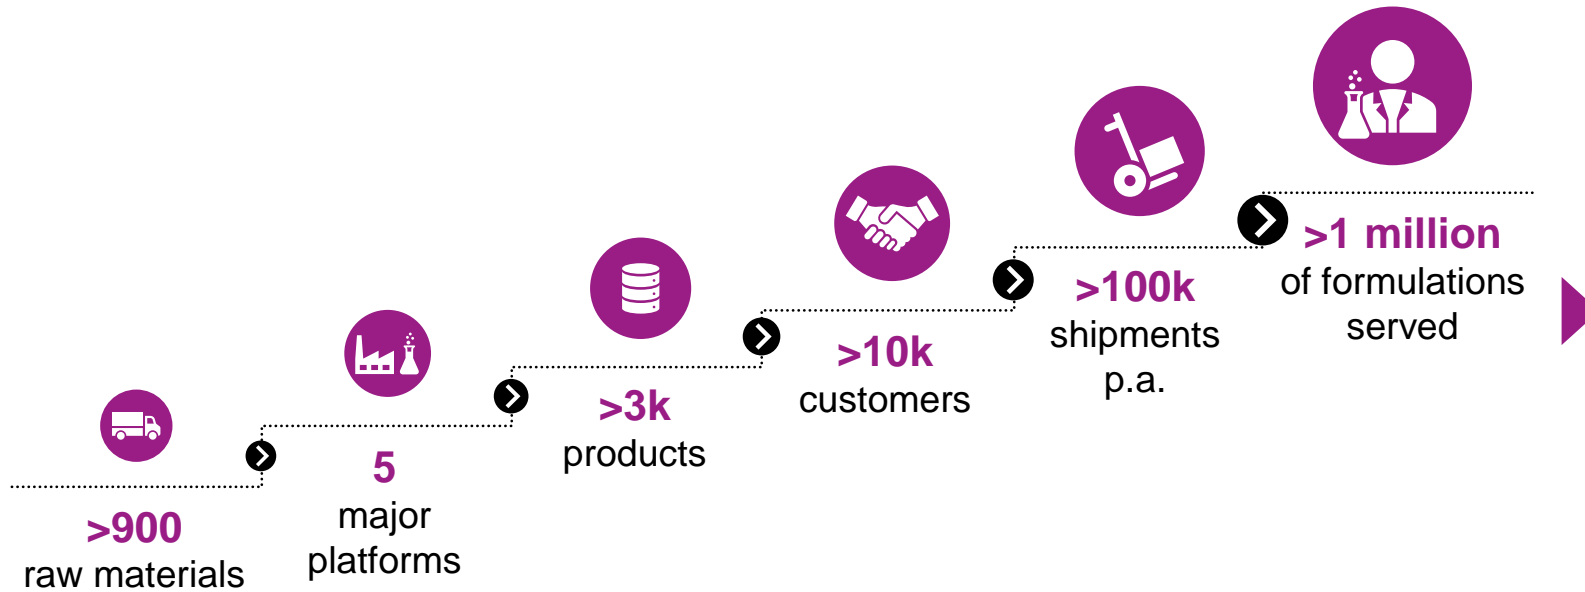 >900
raw materials
5
major
platforms
>3k
products
>10k
customers
>100k
shipments
p.a.
>1 million
of formulations
served